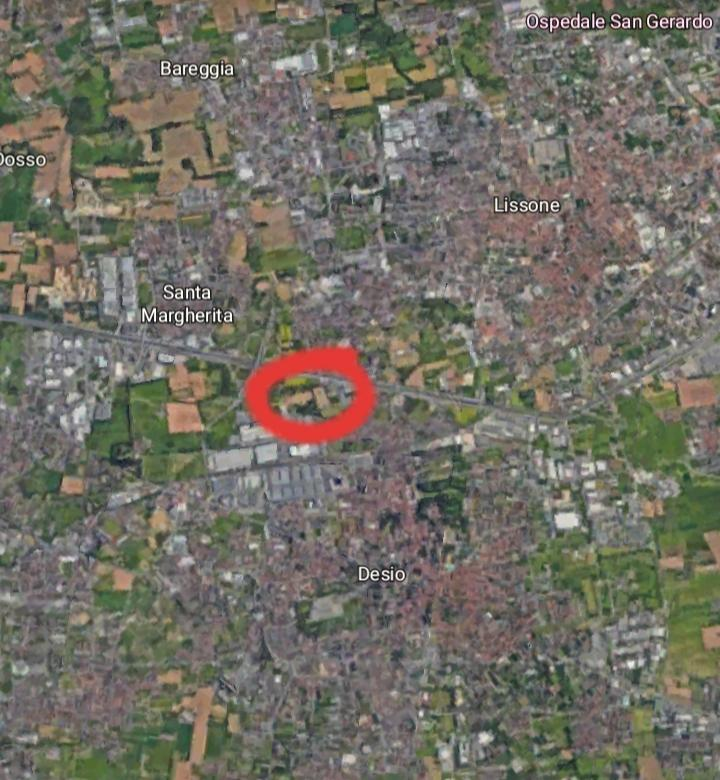 Ospedale San Gerardo
Bareggia
Dosso
Lissone
Santa
Margherita
Desio